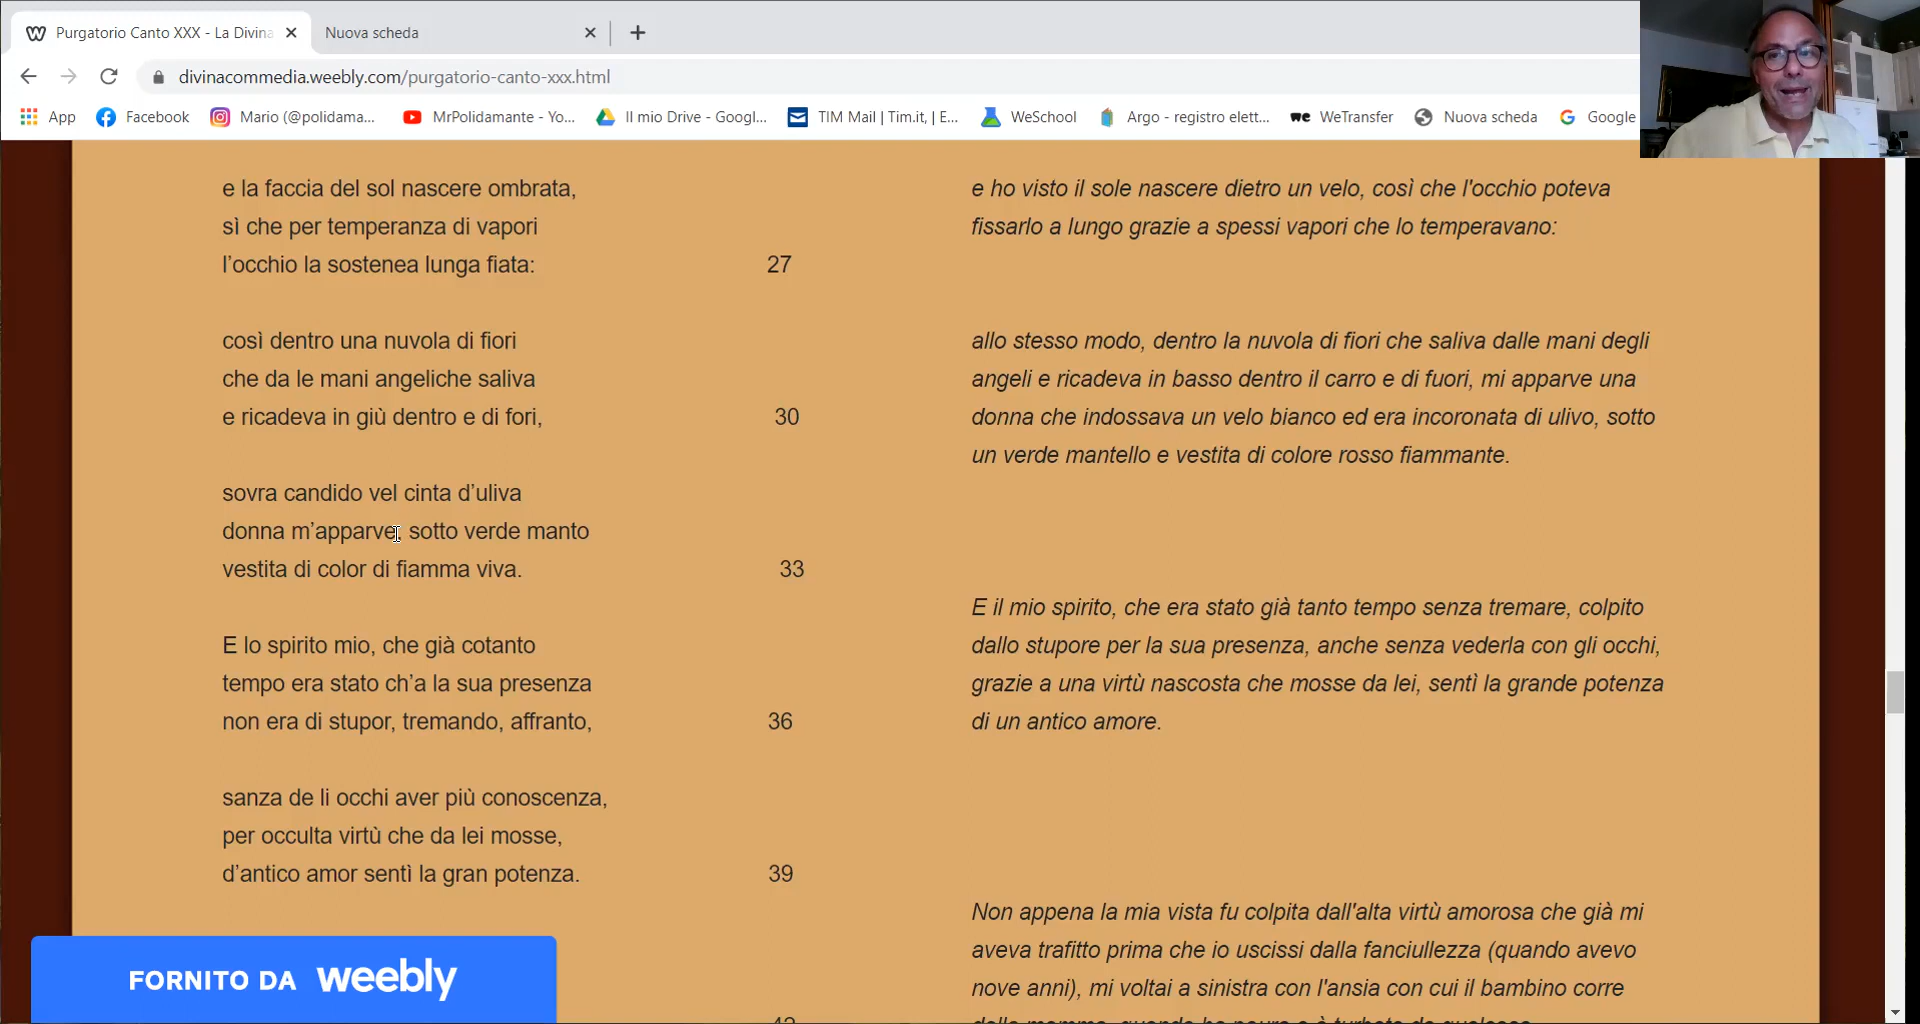 Purgatorio Canto XXX - La Divina
Nuova scheda
divinacommedia.weebly.com/purgatorio-canto-xxx.html
App
Facebook
Mario (@polidama...
MrPolidamante - Yo...
Il mio Drive - Googl...
TIM Mail | Tim.it, | E...
WeSchool
Argo - registro elett...
we WeTransfer
Nuova scheda
Google
e la faccia del sol nascere ombrata,
sì che per temperanza di vapori
l’occhio la sostenea lunga fiata: 27
così dentro una nuvola di fiori
che da le mani angeliche saliva
e ricadeva in giù dentro e di fori, 30
sovra candido vel cinta d’uliva
donna m’apparve, sotto verde manto
vestita di color di fiamma viva. 33
E lo spirito mio, che già cotanto
tempo era stato ch’a la sua presenza
non era di stupor, tremando, affranto, 36
sanza de li occhi aver più conoscenza,
per occulta virtù che da lei mosse,
d’antico amor sentì la gran potenza. 39
42
e ho visto il sole nascere dietro un velo, così che l'occhio poteva
fissarlo a lungo grazie a spessi vapori che lo temperavano:
allo stesso modo, dentro la nuvola di fiori che saliva dalle mani degli
angeli e ricadeva in basso dentro il carro e di fuori, mi apparve una
donna che indossava un velo bianco ed era incoronata di ulivo, sotto
un verde mantello e vestita di colore rosso fiammante.
E il mio spirito, che era stato già tanto tempo senza tremare, colpito
dallo stupore per la sua presenza, anche senza vederla con gli occhi,
grazie a una virtù nascosta che mosse da lei, sentì la grande potenza
di un antico amore.
Non appena la mia vista fu colpita dall'alta virtù amorosa che già mi
aveva trafitto prima che io uscissi dalla fanciullezza (quando avevo
nove anni), mi voltai a sinistra con l'ansia con cui il bambino corre
FORNITO DA weebly